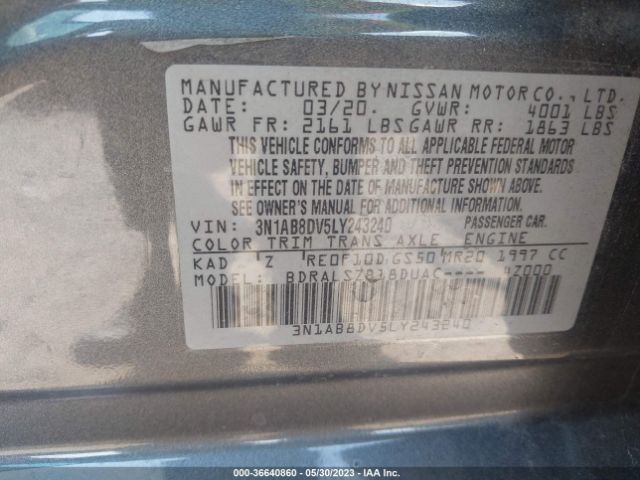 MANUFACTURED BY NISSAN MOTOR CO., LTD.
DATE: 03/20. GVWR: 4001 LBS
GAWR FR: 2161 LBS GAWR RR: 1863 LBS
THIS VEHICLE CONFORMS TO ALL APPLICABLE FEDERAL MOTOR
VEHICLE SAFETY, BUMPER AND THEFT PREVENTION STANDARDS
IN EFFECT ON THE DATE OF MANUFACTURE SHOWN ABOVE.
SEE OWNER'S MANUAL FOR ADDITIONAL INFORMATION.
VIN: 3N1AB8DV5LY243240 PASSENGER CAR.
COLOR TRIM TRANS AXLE ENGINE
KAD Z RE0F10D GS50 MR20 1997 CC
MODEL: BDRALSZ818DUAC---- 4Z000
3N1AB8DV5LY243240
000-36640860 — 05/30/2023 — IAA Inc.